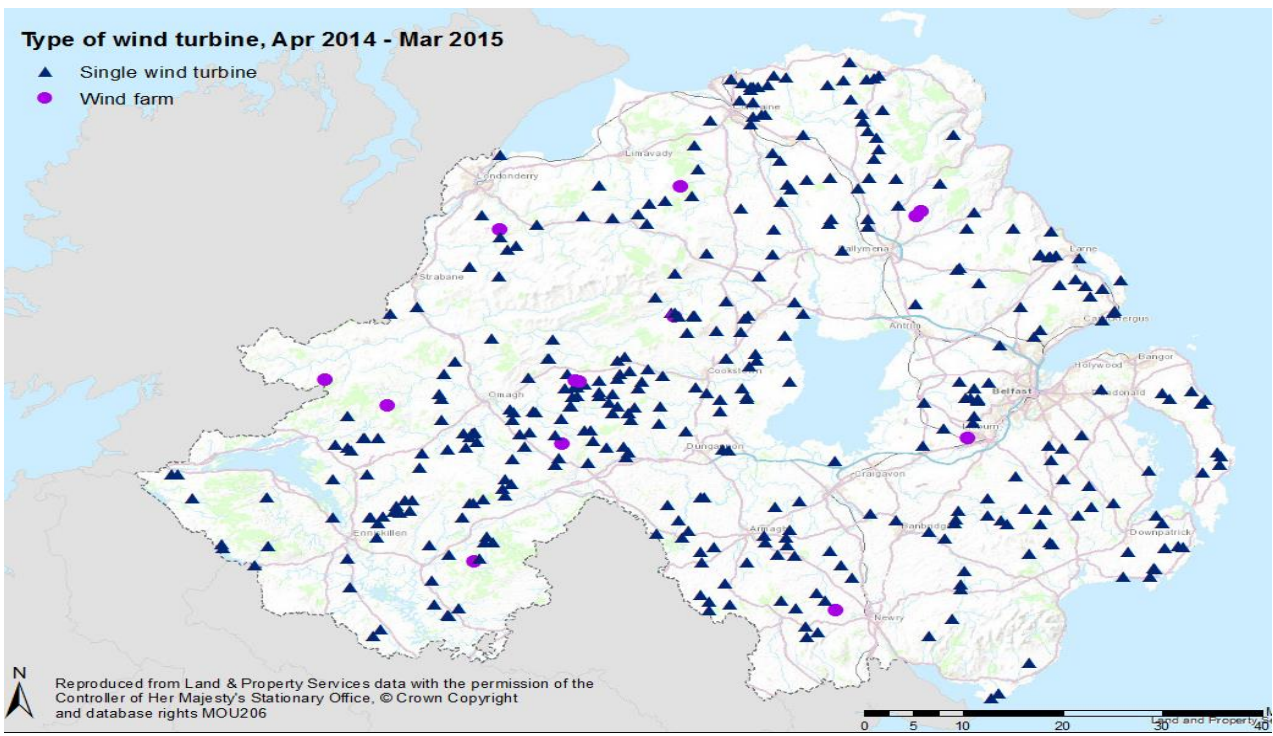 Type of wind turbine, Apr 2014 - Mar 2015
Single wind turbine
Wind farm
Limavady
Londonderry
Strabane
Ballymena
Larne
Antrim
Carrickfergus
Bangor
Holywood
Belfast
Cookstown
Omagh
Lisburn
Dungannon
Craigavon
Banbridge
Armagh
Downpatrick
Enniskillen
Newry
N
Reproduced from Land & Property Services data with the permission of the
Controller of Her Majesty's Stationary Office, © Crown Copyright
and database rights MOU206
0 5 10 20 30 40
Land and Property